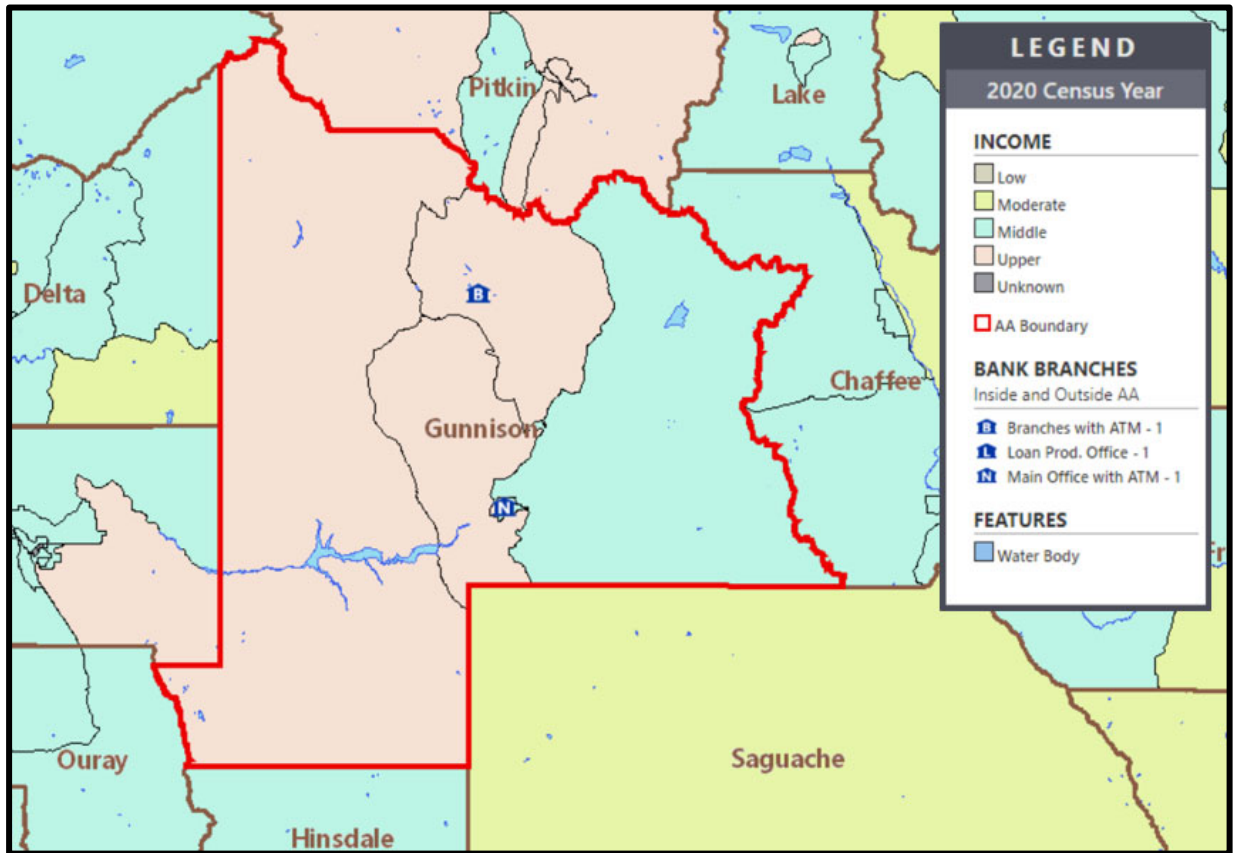 LEGEND
2020 Census Year
INCOME
Low
Moderate
Middle
Upper
Unknown
AA Boundary
BANK BRANCHES
Inside and Outside AA
B Branches with ATM - 1
L Loan Prod. Office - 1
N Main Office with ATM - 1
FEATURES
Water Body
Pitkin
Lake
Delta
B
Chaffee
Gunnison
N
Fr
Ouray
Saguache
Hinsdale